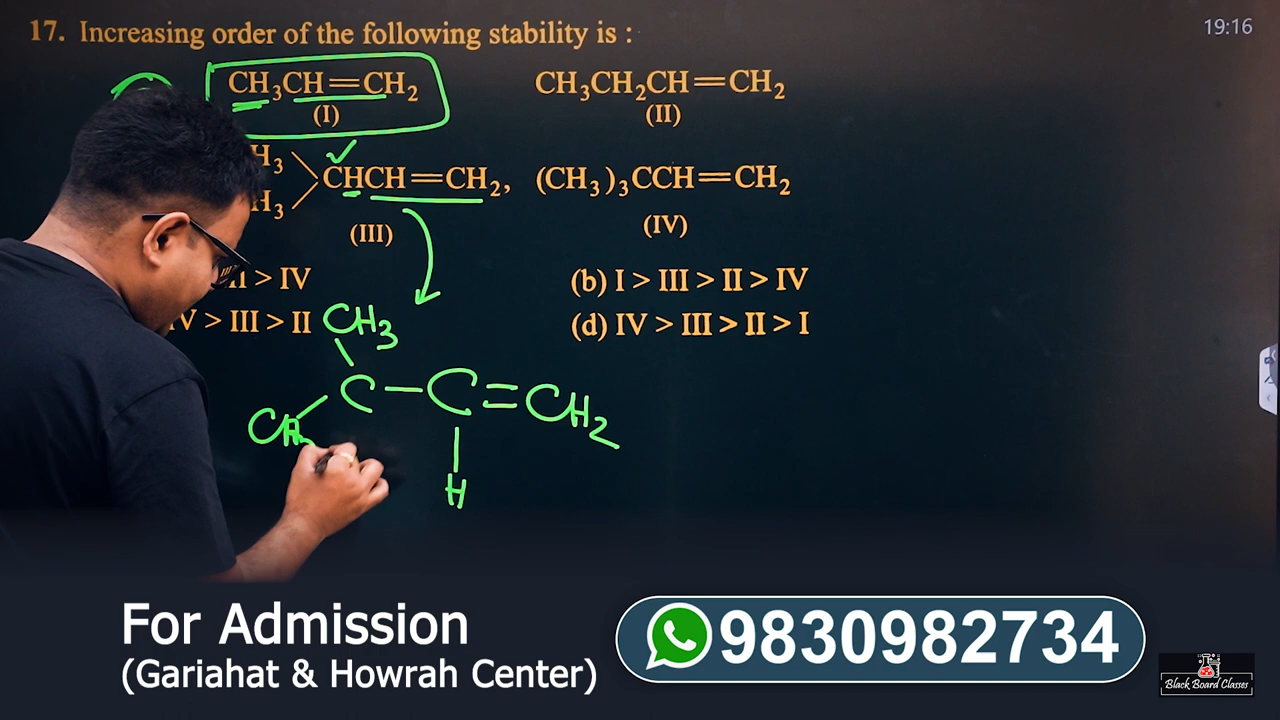 17. Increasing order of the following stability is :
19:16
CH₃CH=CH₂
(I)
CH₃CH₂CH=CH₂
(II)
H₃
H₃
CHCH=CH₂,
(III)
(CH₃)₃CCH=CH₂
(IV)
> IV
(b) I > III > II > IV
V > III > II
(d) IV > III > II > I
CH₃
C-C=CH₂
H
For Admission
(Gariahat & Howrah Center)
9830982734
Black Board Classes